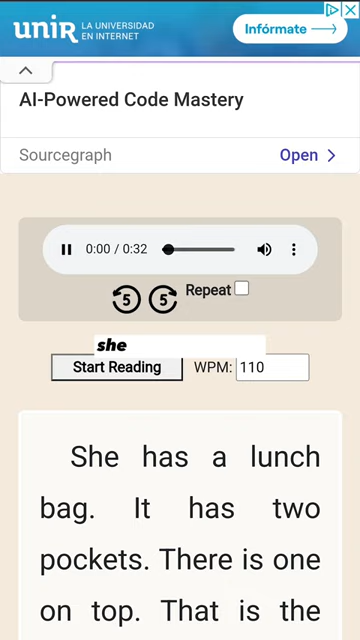 unir LA UNIVERSIDAD
EN INTERNET
Infórmate
AI-Powered Code Mastery
Sourcegraph
Open
0:00 / 0:32
5 5 Repeat
she
Start Reading WPM: 110
She has a lunch
bag. It has two
pockets. There is one
on top. That is the